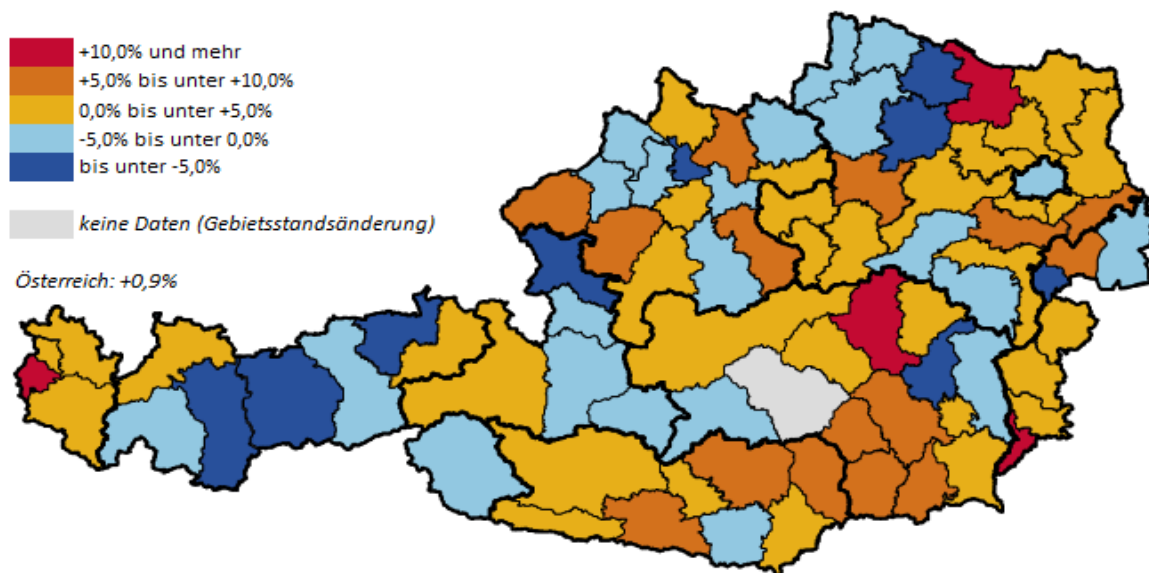 +10,0% und mehr
+5,0% bis unter +10,0%
0,0% bis unter +5,0%
-5,0% bis unter 0,0%
bis unter -5,0%
keine Daten (Gebietsstandsänderung)
Österreich: +0,9%